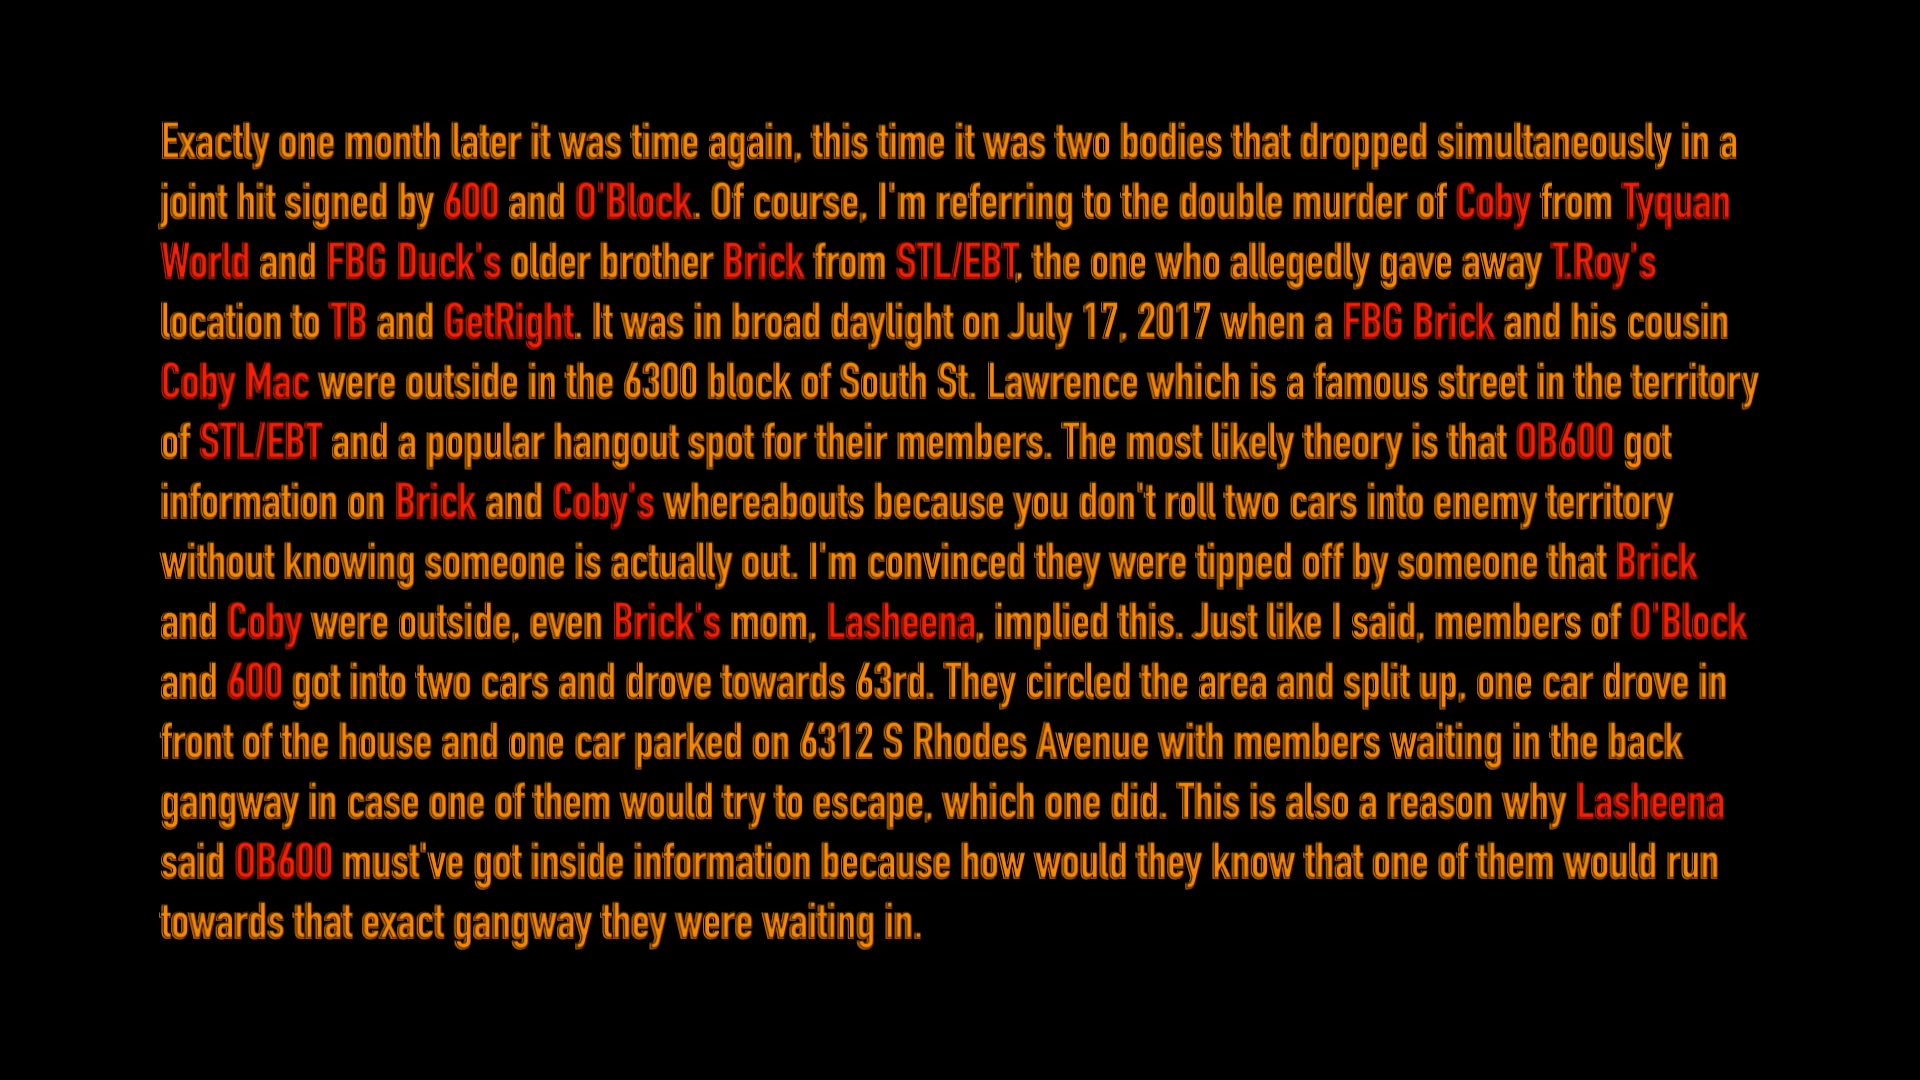 Exactly one month later it was time again, this time it was two bodies that dropped simultaneously in a
joint hit signed by 600 and O'Block. Of course, I'm referring to the double murder of Coby from Tyquan
World and FBG Duck's older brother Brick from STL/EBT, the one who allegedly gave away T.Roy's
location to TB and GetRight. It was in broad daylight on July 17, 2017 when a FBG Brick and his cousin
Coby Mac were outside in the 6300 block of South St. Lawrence which is a famous street in the territory
of STL/EBT and a popular hangout spot for their members. The most likely theory is that OB600 got
information on Brick and Coby's whereabouts because you don't roll two cars into enemy territory
without knowing someone is actually out. I'm convinced they were tipped off by someone that Brick
and Coby were outside, even Brick's mom, Lasheena, implied this. Just like I said, members of O'Block
and 600 got into two cars and drove towards 63rd. They circled the area and split up, one car drove in
front of the house and one car parked on 6312 S Rhodes Avenue with members waiting in the back
gangway in case one of them would try to escape, which one did. This is also a reason why Lasheena
said OB600 must've got inside information because how would they know that one of them would run
towards that exact gangway they were waiting in.